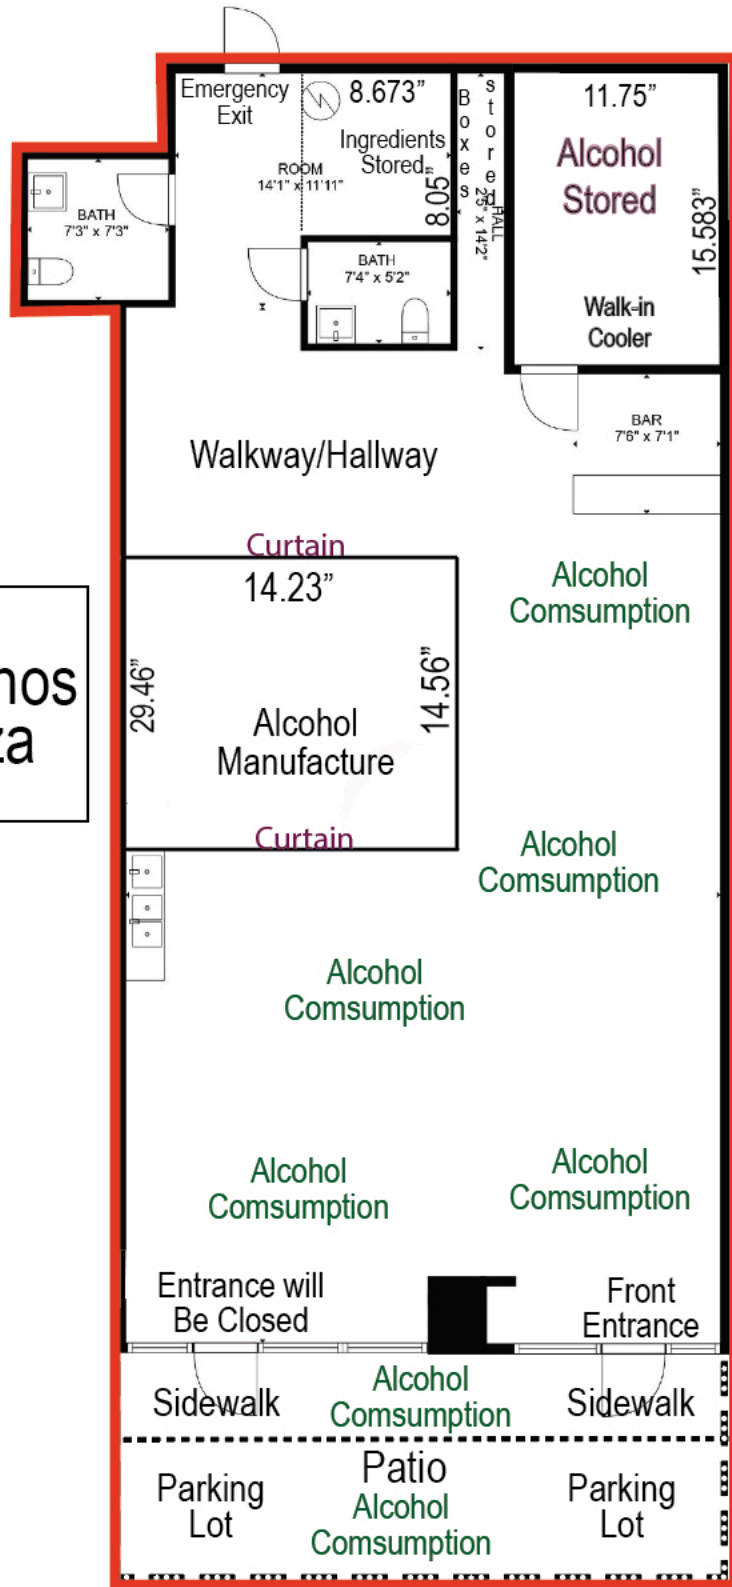 Emergency
Exit
8.673”
Ingredients
Stored
8.05”
ROOM
14'1" x 11'11"
Boxes
stored
HALL
2'5" x 14'2"
11.75”
Alcohol
Stored
15.583”
Walk-in
Cooler
BATH
7'3" x 7'3"
BATH
7'4" x 5'2"
BAR
7'6" x 7'1"
Walkway/Hallway
Curtain
14.23”
29.46”
14.56”
Alcohol
Manufacture
Curtain
Alcohol
Comsumption
Alcohol
Comsumption
Alcohol
Comsumption
Alcohol
Comsumption
Alcohol
Comsumption
Entrance will
Be Closed
Front
Entrance
Sidewalk
Alcohol
Comsumption
Sidewalk
Parking
Lot
Patio
Alcohol
Comsumption
Parking
Lot